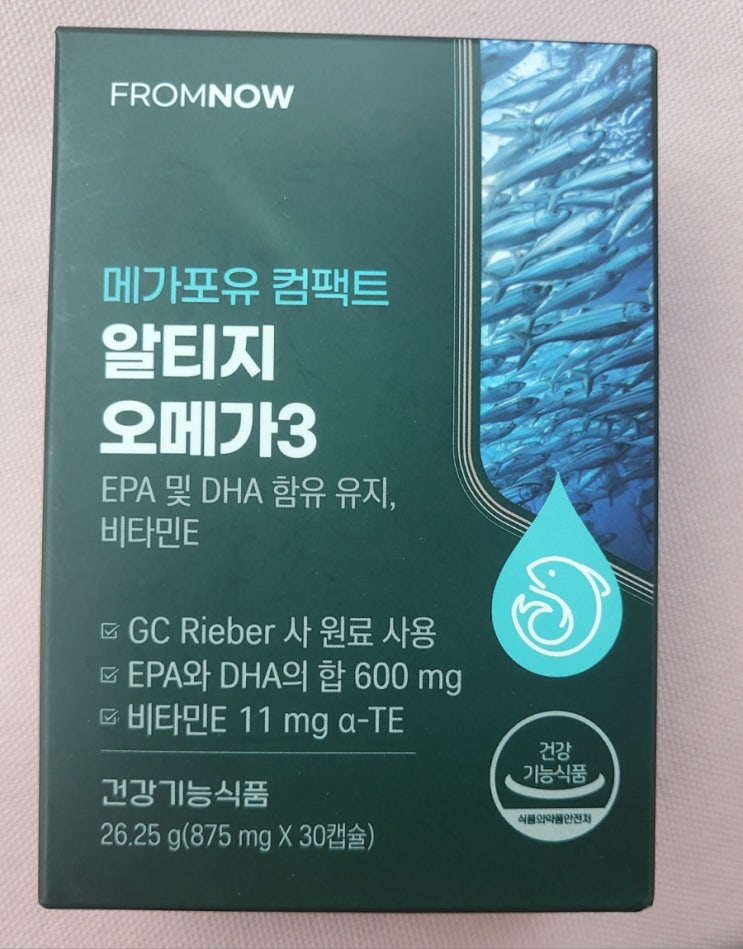 FROMNOW
메가포유 컴팩트
알티지
오메가3
EPA 및 DHA 함유 유지,
비타민E
GC Rieber 사 원료 사용
EPA와 DHA의 합 600 mg
비타민E 11 mg α-TE
건강기능식품
26.25 g(875 mg X 30캡슐)
건강
기능식품
식품의약품안전처